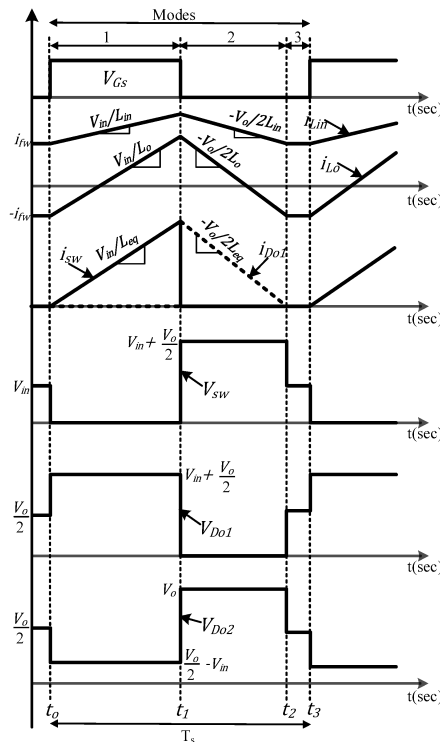 Modes
1 2 3
V_Gs
t(sec)
V_in/L_in -V_o/2L_in i_Lin
i_fw
V_in/L_o -V_o/2L_o i_Lo
-i_fw
t(sec)
i_sw V_in/L_eq -V_o/2L_eq i_Do1
t(sec)
V_in + V_o/2
V_in
V_sw
t(sec)
V_in + V_o/2
V_o/2
V_Do1
t(sec)
V_o
V_o/2
V_Do2
V_o/2 -V_in
t(sec)
t_o t_1 t_2 t_3
T_s